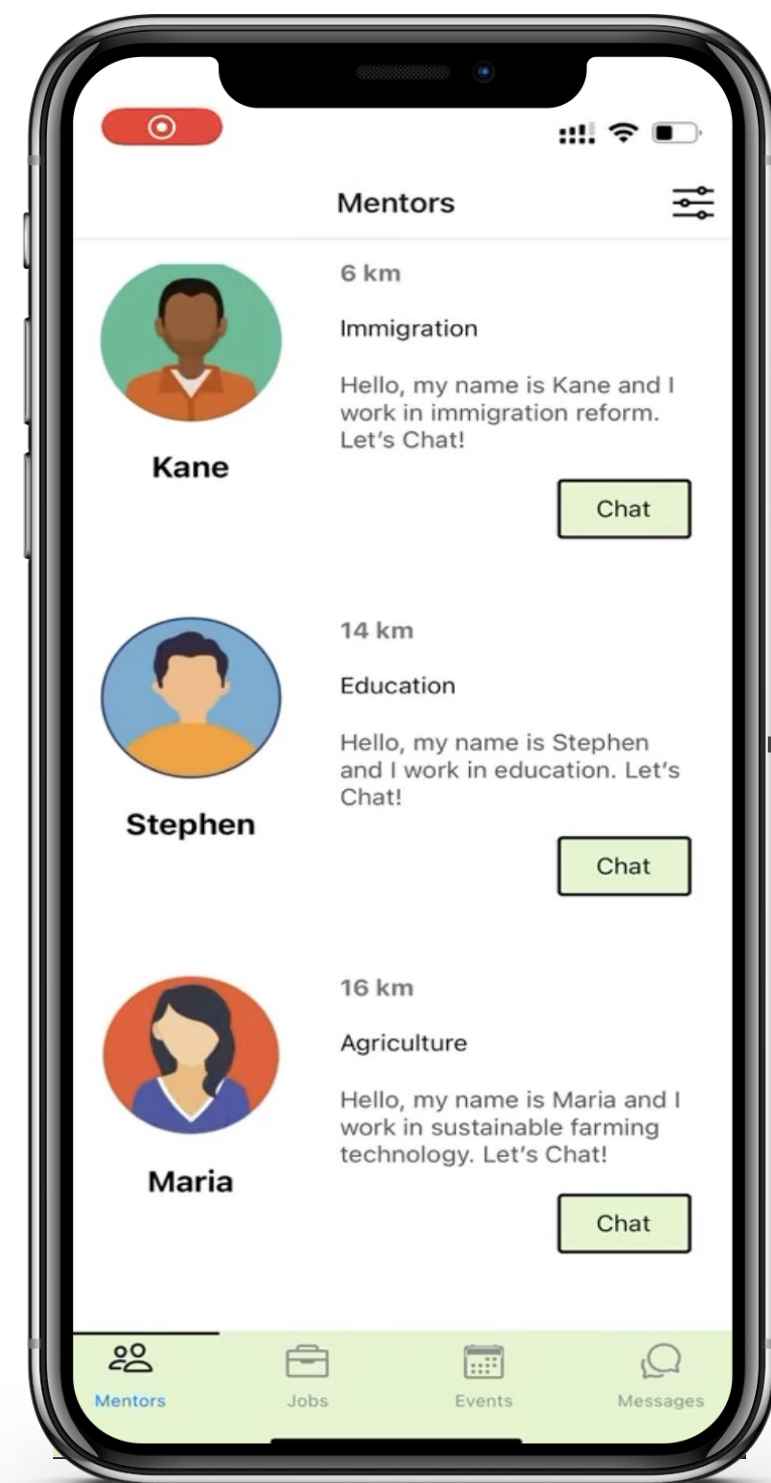 Mentors
6 km
Immigration
Hello, my name is Kane and I
work in immigration reform.
Let's Chat!
Kane
Chat
14 km
Education
Hello, my name is Stephen
and I work in education. Let's
Chat!
Stephen
Chat
16 km
Agriculture
Hello, my name is Maria and I
work in sustainable farming
technology. Let's Chat!
Maria
Chat
Mentors
Jobs
Events
Messages